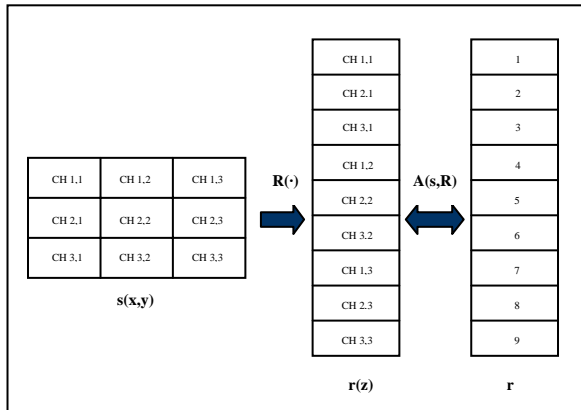 CH 1,1 CH 1,2 CH 1,3
CH 2,1 CH 2,2 CH 2,3
CH 3,1 CH 3,2 CH 3,3
s(x,y)
R(·)
CH 1,1
CH 2.1
CH 3,1
CH 1,2
CH 2,2
CH 3.2
CH 1,3
CH 2.3
CH 3,3
r(z)
A(s,R)
1
2
3
4
5
6
7
8
9
r